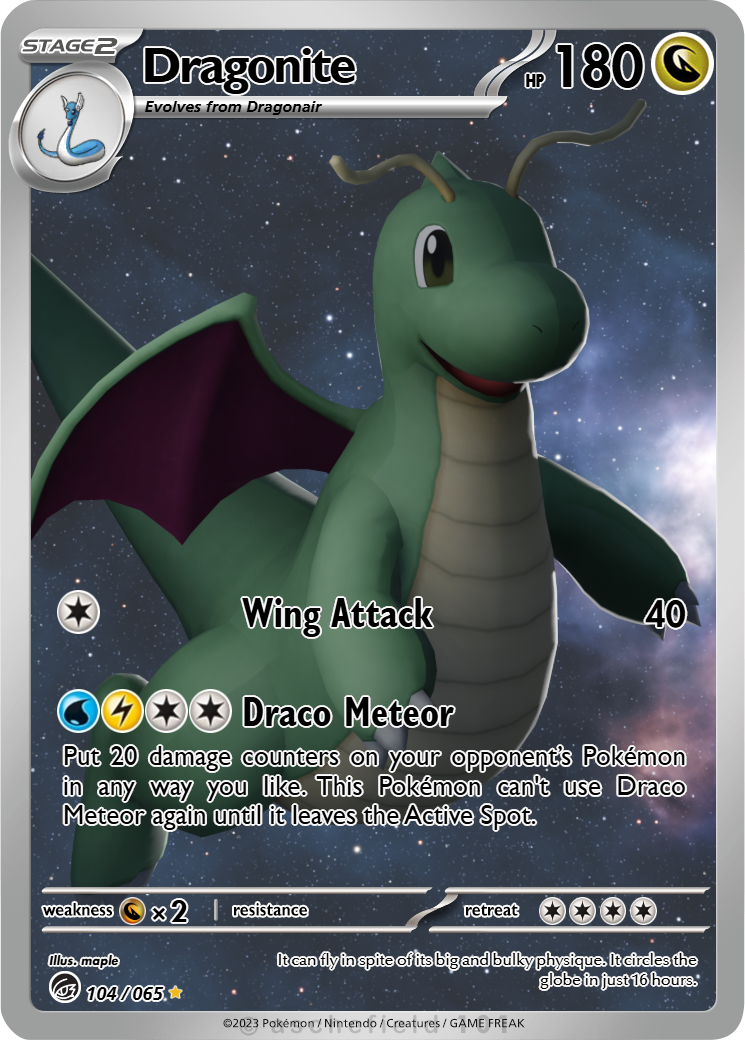 STAGE2
Dragonite
HP 180
Evolves from Dragonair
Wing Attack 40
Draco Meteor
Put 20 damage counters on your opponent's Pokémon
in any way you like. This Pokémon can't use Draco
Meteor again until it leaves the Active Spot.
weakness ×2 resistance retreat
Illus. maple
It can fly in spite of its big and bulky physique. It circles the
globe in just 16 hours.
104/065
©2023 Pokémon / Nintendo / Creatures / GAME FREAK